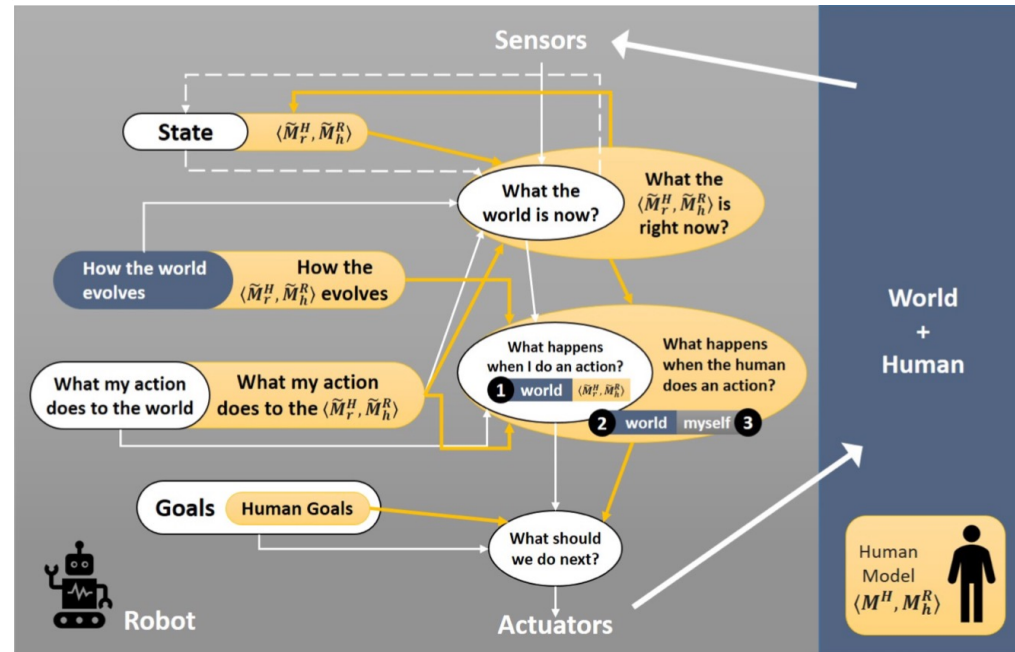 Sensors
State
⟨M̃ᵣᴴ, M̃ₕᴿ⟩
What the
world is now?
What the
⟨M̃ᵣᴴ, M̃ₕᴿ⟩ is
right now?
How the world
evolves
How the
⟨M̃ᵣᴴ, M̃ₕᴿ⟩ evolves
What happens
when I do an action?
1 world ⟨M̃ᵣᴴ, M̃ₕᴿ⟩
What happens
when the human
does an action?
2 world myself 3
What my action
does to the world
What my action
does to the ⟨M̃ᵣᴴ, M̃ₕᴿ⟩
Goals
Human Goals
What should
we do next?
Robot
Actuators
World
+
Human
Human
Model
⟨Mᴴ, Mₕᴿ⟩